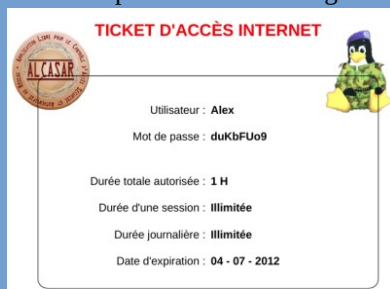 TICKET D'ACCÈS INTERNET
ALCASAR
Utilisateur : Alex
Mot de passe : duKbFUo9
Durée totale autorisée : 1 H
Durée d'une session : Illimitée
Durée journalière : Illimitée
Date d'expiration : 04 - 07 - 2012